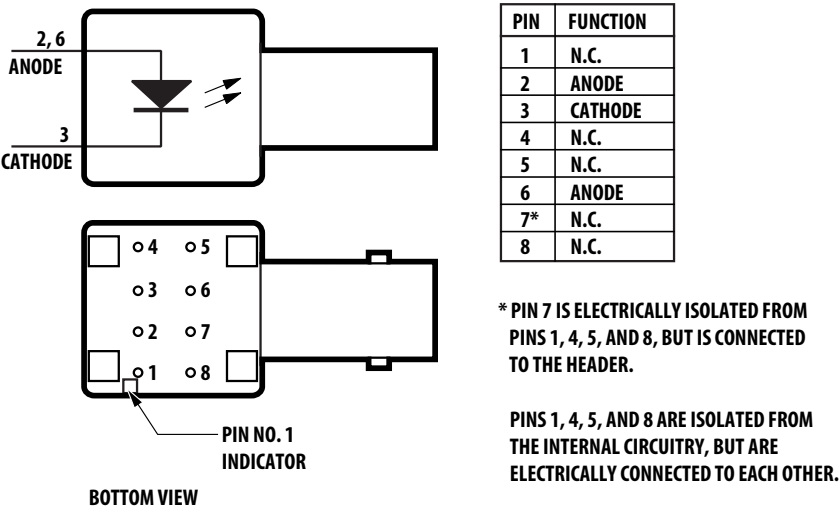 2, 6
ANODE
3
CATHODE
4 5
3 6
2 7
1 8
PIN NO. 1
INDICATOR
BOTTOM VIEW
PIN FUNCTION
1 N.C.
2 ANODE
3 CATHODE
4 N.C.
5 N.C.
6 ANODE
7* N.C.
8 N.C.
* PIN 7 IS ELECTRICALLY ISOLATED FROM
PINS 1, 4, 5, AND 8, BUT IS CONNECTED
TO THE HEADER.
PINS 1, 4, 5, AND 8 ARE ISOLATED FROM
THE INTERNAL CIRCUITRY, BUT ARE
ELECTRICALLY CONNECTED TO EACH OTHER.